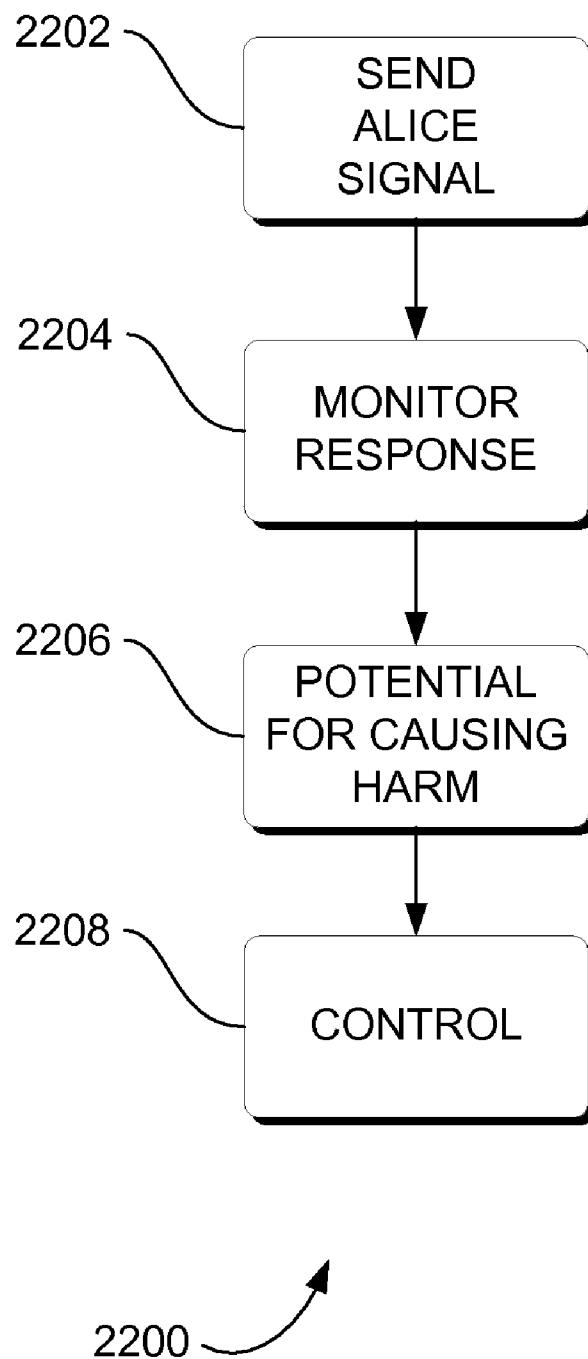 2202
SEND
ALICE
SIGNAL
2204
MONITOR
RESPONSE
2206
POTENTIAL
FOR CAUSING
HARM
2208
CONTROL
2200